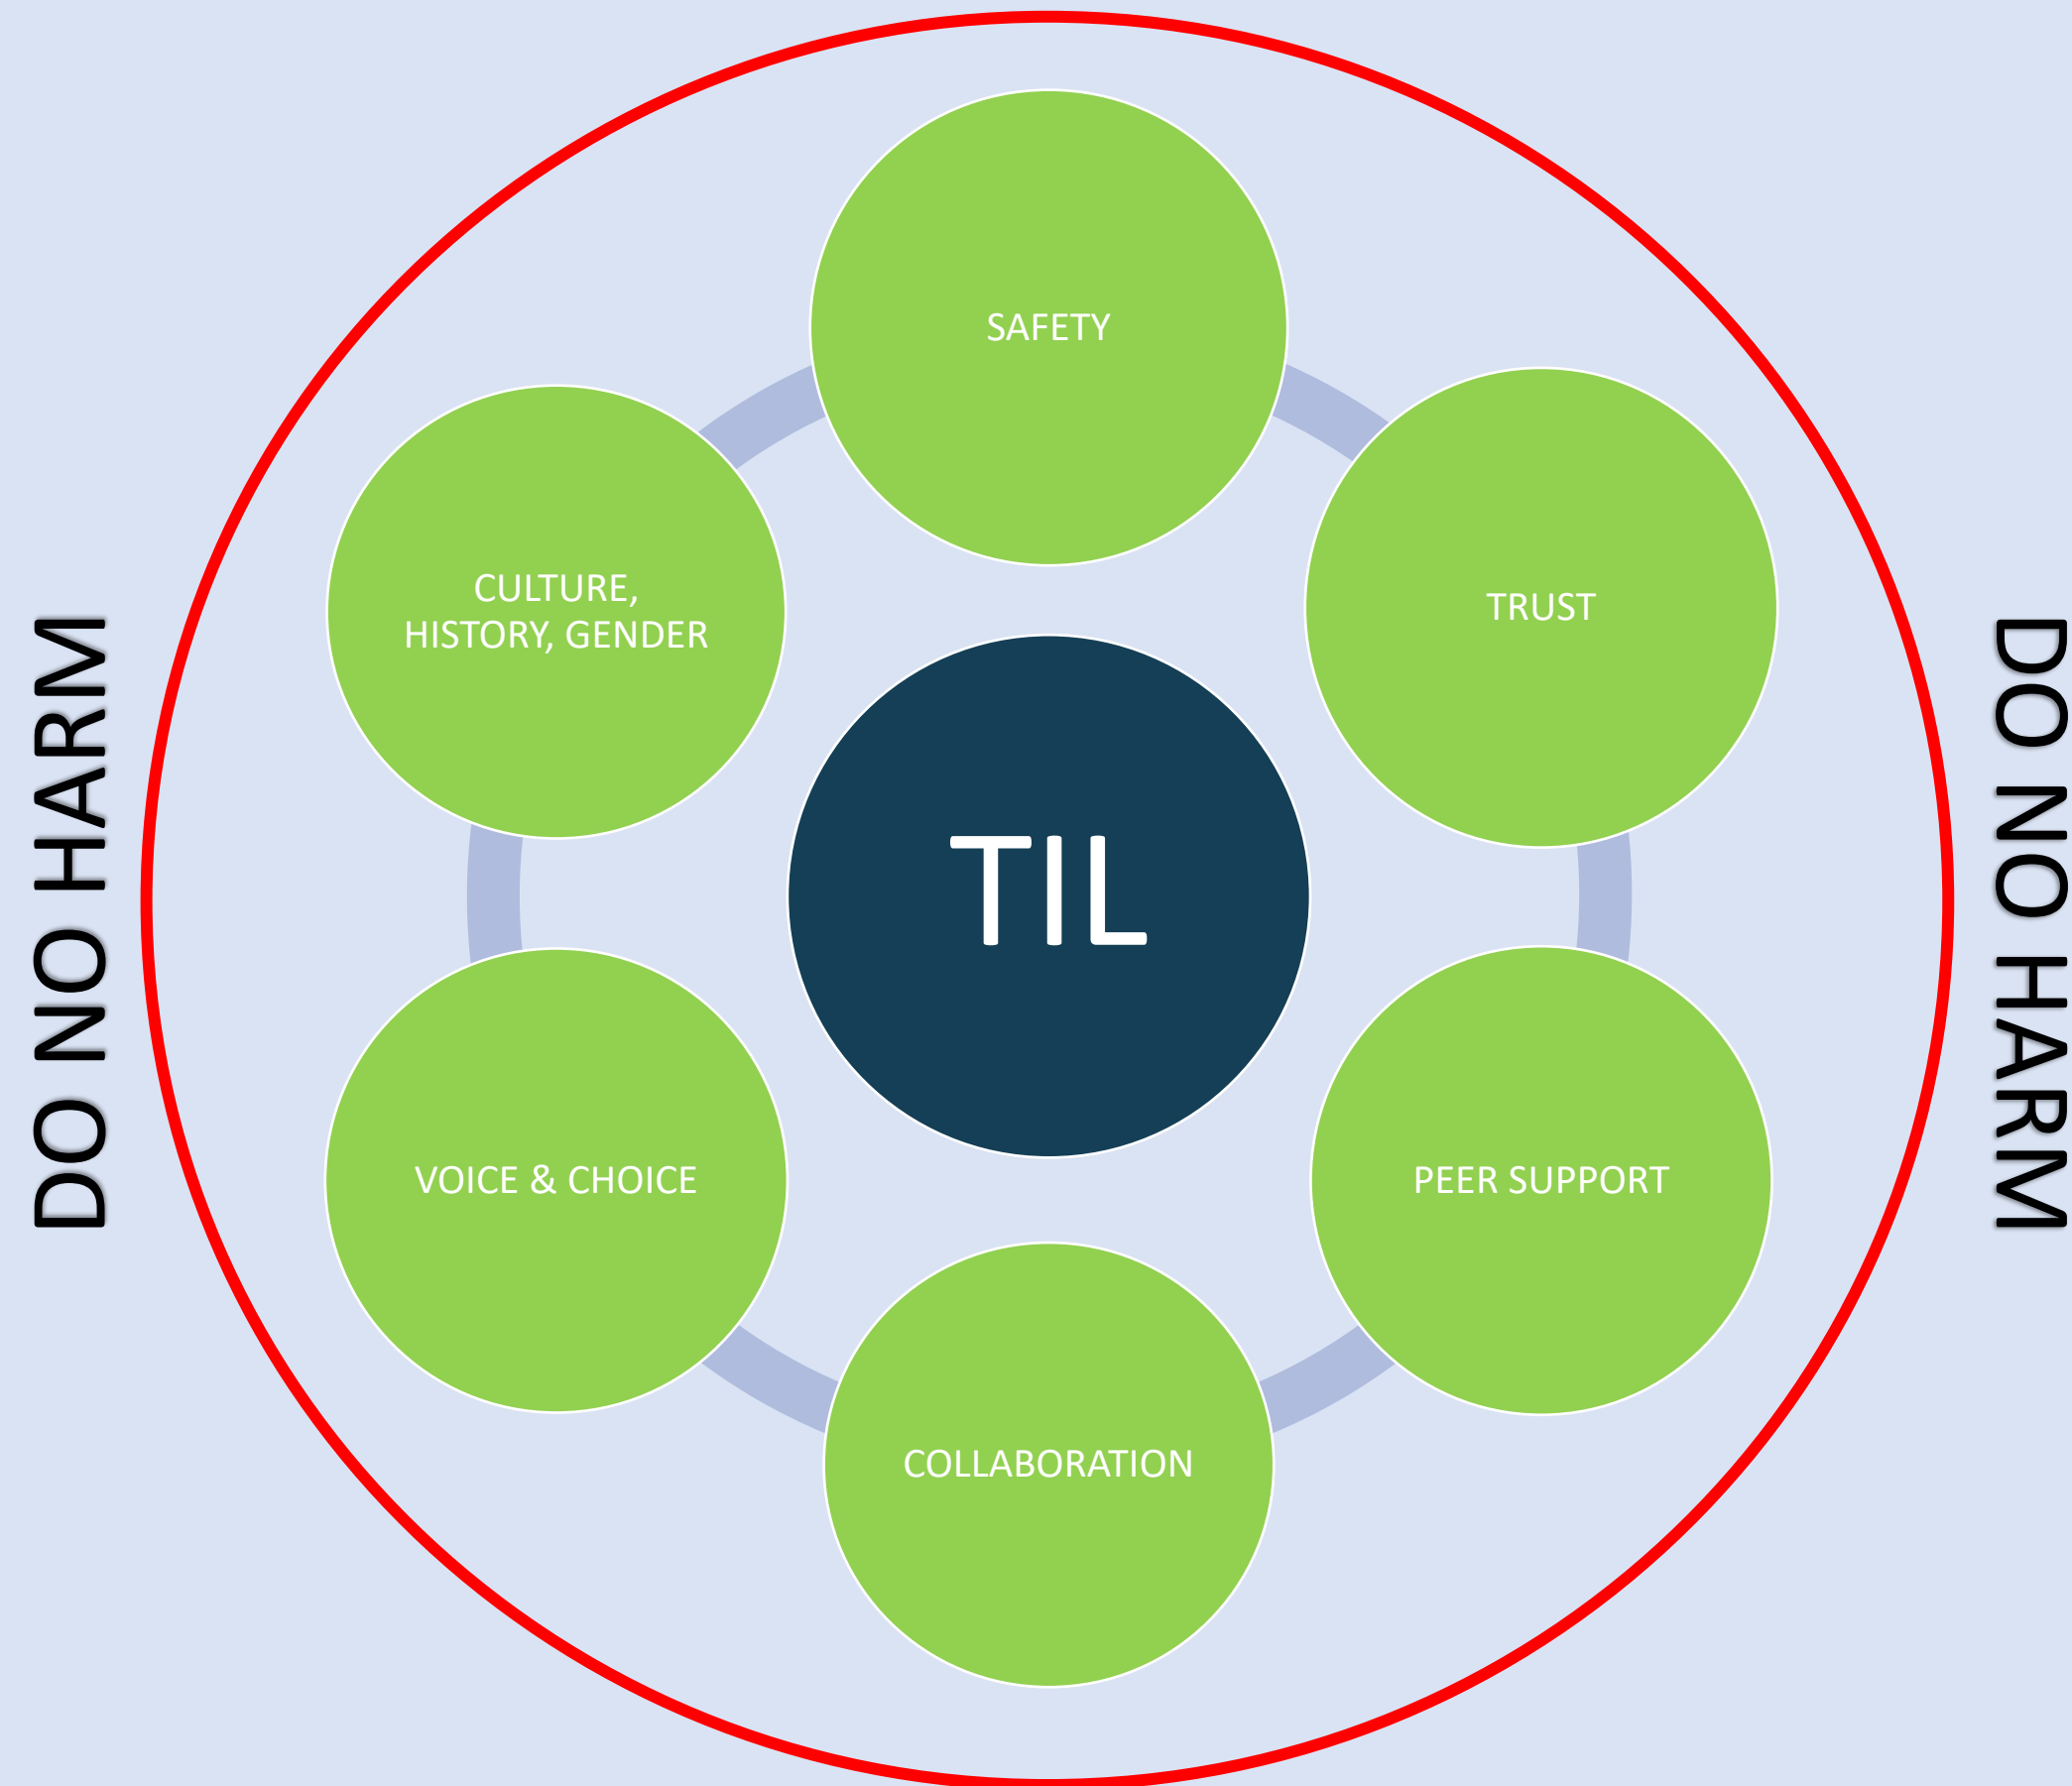 SAFETY
TRUST
PEER SUPPORT
COLLABORATION
VOICE & CHOICE
CULTURE,
HISTORY, GENDER
TIL
DO NO HARM
DO NO HARM